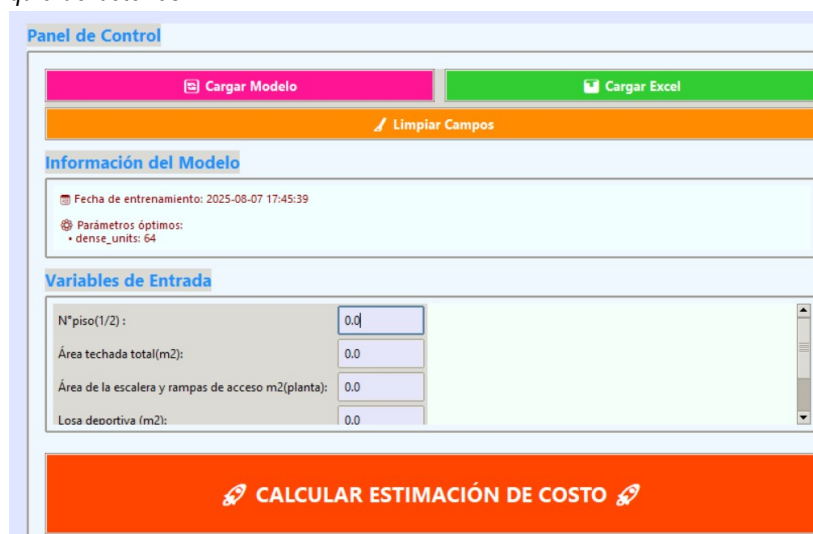 Panel de Control
Cargar Modelo
Cargar Excel
Limpiar Campos
Información del Modelo
Fecha de entrenamiento: 2025-08-07 17:45:39
Parámetros óptimos:
• dense_units: 64
Variables de Entrada
N°piso(1/2) : 0.0
Área techada total(m2): 0.0
Área de la escalera y rampas de acceso m2(planta): 0.0
Losa deportiva (m2): 0.0
CALCULAR ESTIMACIÓN DE COSTO